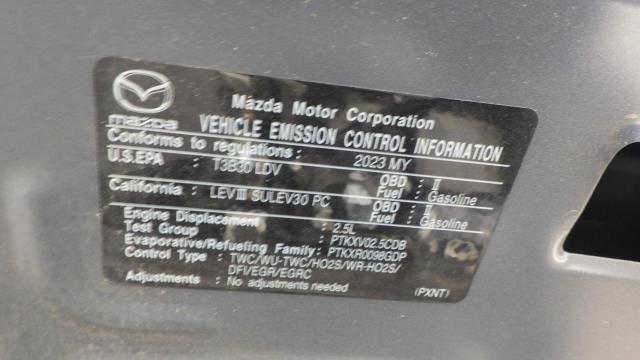 mazda
Mazda Motor Corporation
VEHICLE EMISSION CONTROL INFORMATION
Conforms to regulations : 2023 MY
U.S.EPA : T3B30 LDV OBD : II
Fuel : Gasoline
California : LEVIII SULEV30 PC OBD : II
Fuel : Gasoline
Engine Displacement : 2.5L
Test Group : PTKXV02.5CDB
Evaporative/Refueling Family: PTKXR0098GDP
Control Type : TWC/WU-TWC/HO2S/WR-HO2S/
DFI/EGR/EGRC
Adjustments : No adjustments needed
(PXNT)